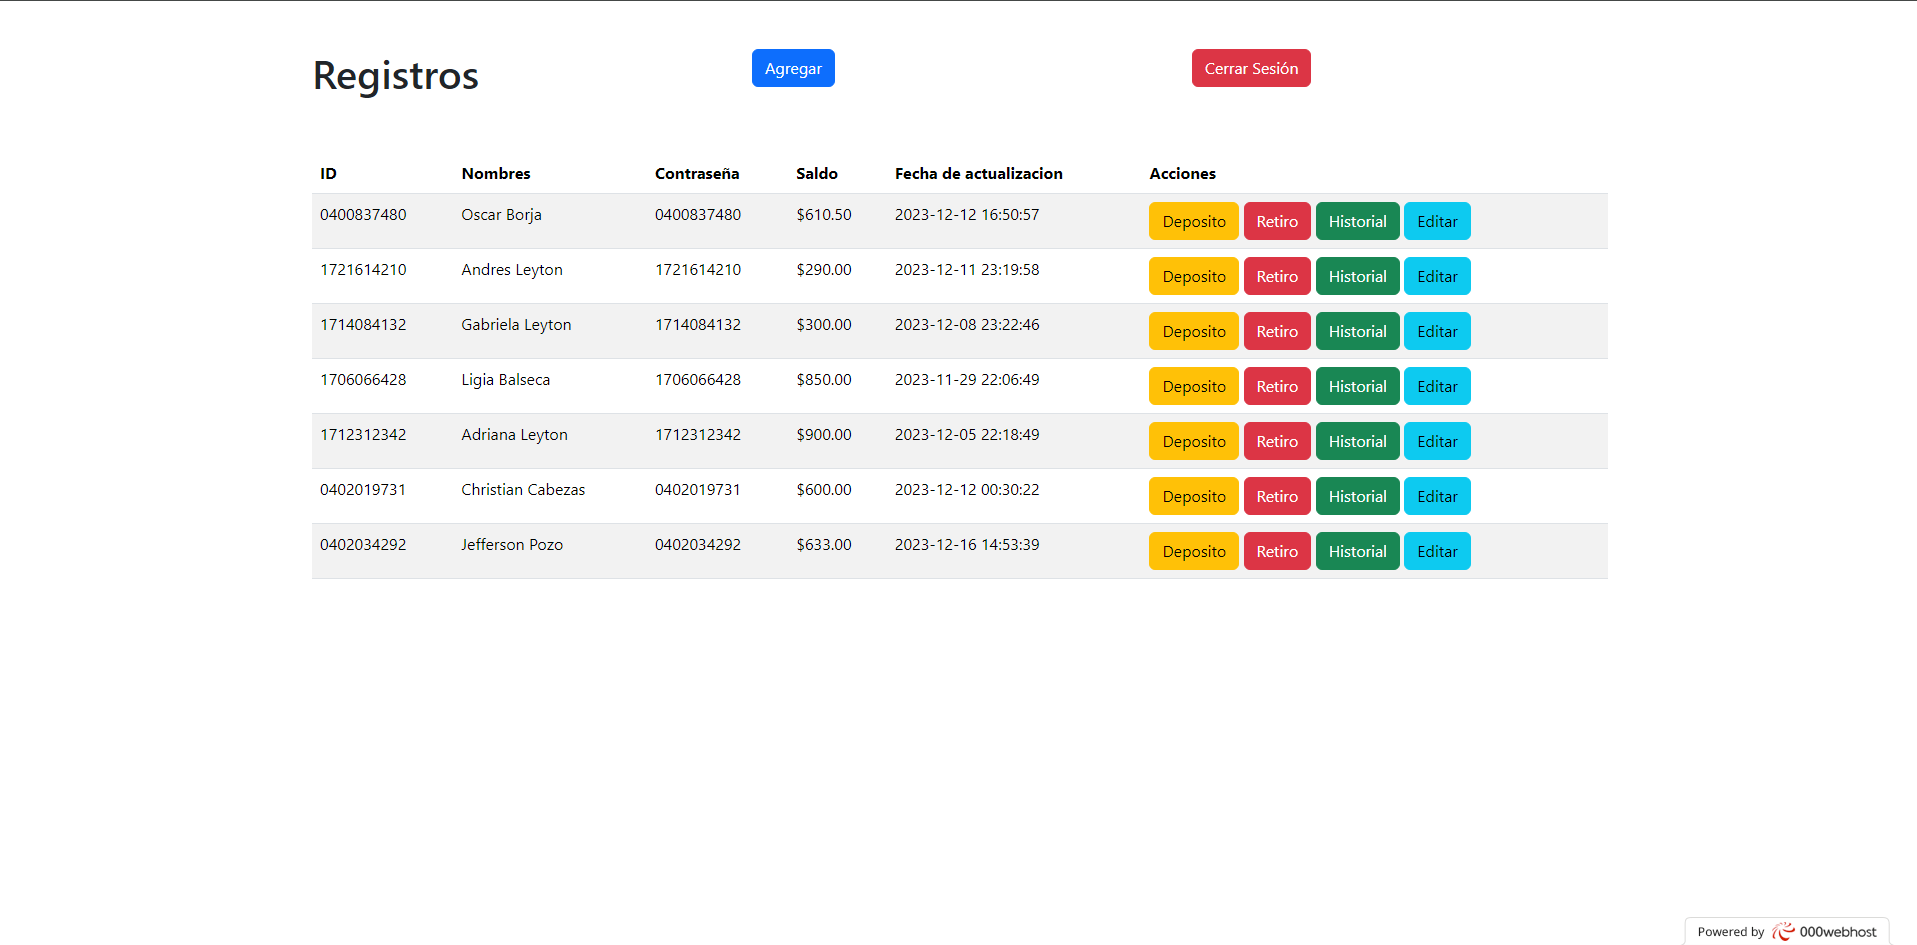 Registros Agregar Cerrar Sesión
ID Nombres Contraseña Saldo Fecha de actualizacion Acciones
0400837480 Oscar Borja 0400837480 $610.50 2023-12-12 16:50:57 Deposito Retiro Historial Editar
1721614210 Andres Leyton 1721614210 $290.00 2023-12-11 23:19:58 Deposito Retiro Historial Editar
1714084132 Gabriela Leyton 1714084132 $300.00 2023-12-08 23:22:46 Deposito Retiro Historial Editar
1706066428 Ligia Balseca 1706066428 $850.00 2023-11-29 22:06:49 Deposito Retiro Historial Editar
1712312342 Adriana Leyton 1712312342 $900.00 2023-12-05 22:18:49 Deposito Retiro Historial Editar
0402019731 Christian Cabezas 0402019731 $600.00 2023-12-12 00:30:22 Deposito Retiro Historial Editar
0402034292 Jefferson Pozo 0402034292 $633.00 2023-12-16 14:53:39 Deposito Retiro Historial Editar
Powered by 000webhost